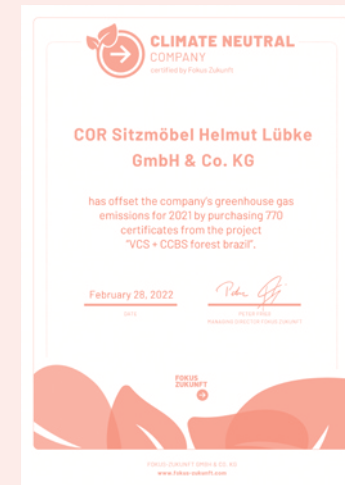 CLIMATE NEUTRAL
COMPANY
certified by Fokus Zukunft
COR Sitzmöbel Helmut Lübke
GmbH & Co. KG
has offset the company's greenhouse gas
emissions for 2021 by purchasing 770
certificates from the project
"VCS + CCBS forest brazil".
February 28, 2022
DATE
MANAGING DIRECTOR FOKUS ZUKUNFT
FOKUS
ZUKUNFT
FOKUS-ZUKUNFT GMBH & CO. KG
www.fokus-zukunft.com